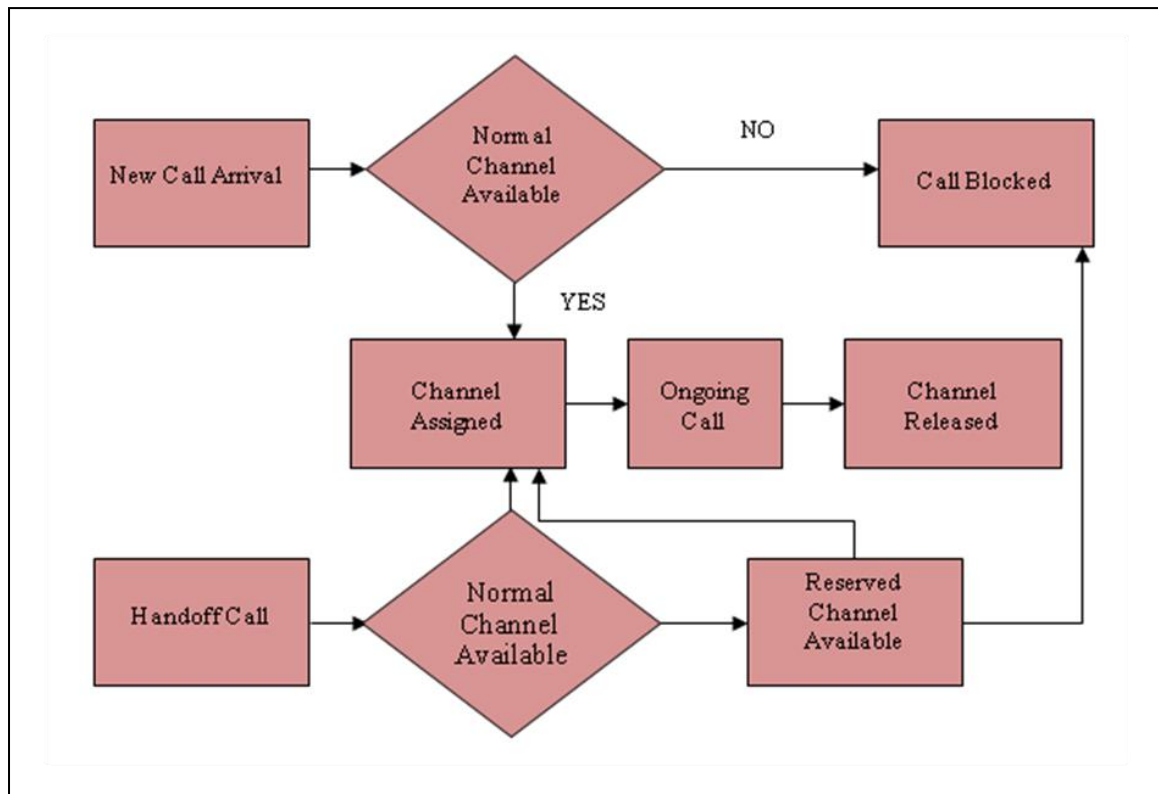 New Call Arrival
Normal
Channel
Available
NO
Call Blocked
YES
Channel
Assigned
Ongoing
Call
Channel
Released
Handoff Call
Normal
Channel
Available
Reserved
Channel
Available